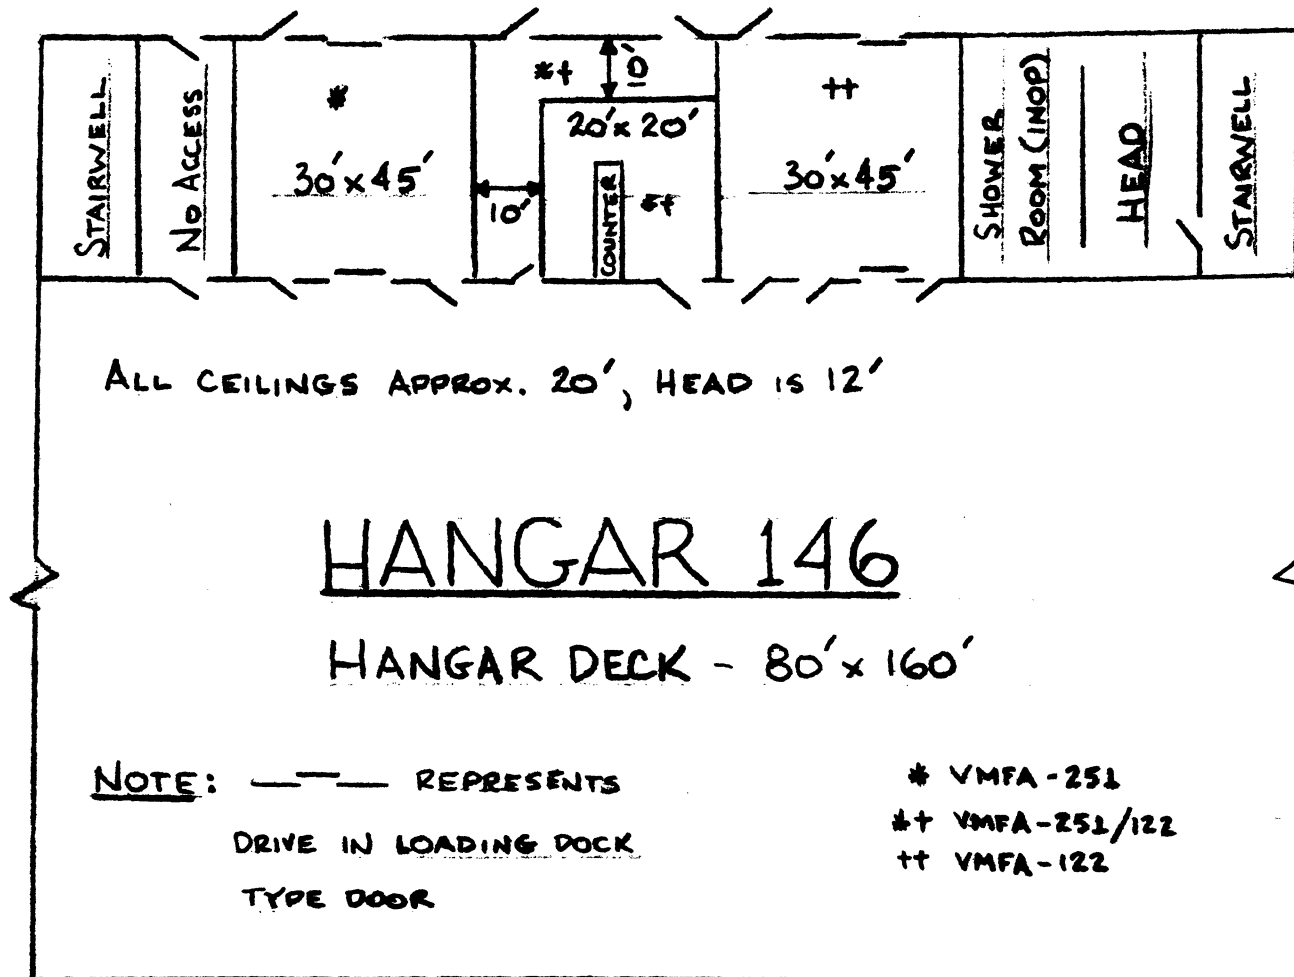 STAIRWELL
NO ACCESS
*
30' x 45'
*+
10'
10'
20' x 20'
COUNTER
*+
++
30' x 45'
SHOWER
ROOM (INOP)
HEAD
STAIRWELL
ALL CEILINGS APPROX. 20', HEAD IS 12'
HANGAR 146
HANGAR DECK - 80' x 160'
NOTE: REPRESENTS
DRIVE IN LOADING DOCK
TYPE DOOR
* VMFA-251
*+ VMFA-251/122
++ VMFA-122